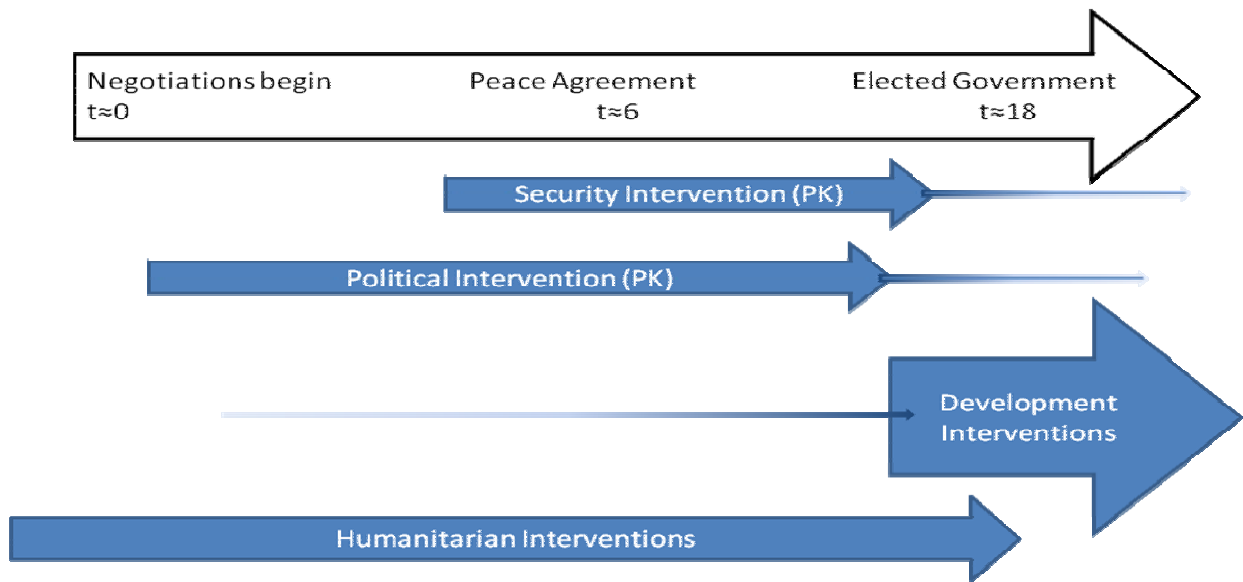 Negotiations begin
t≈0
Peace Agreement
t≈6
Elected Government
t≈18
Security Intervention (PK)
Political Intervention (PK)
Development
Interventions
Humanitarian Interventions